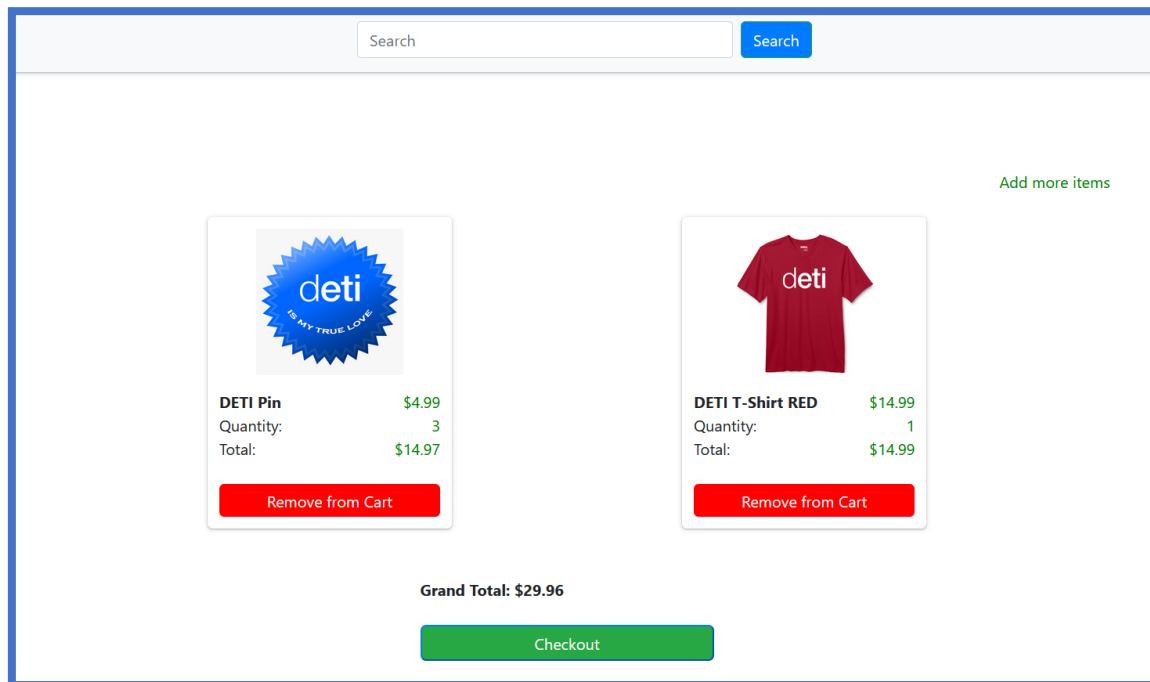 Search Search
Add more items
deti
IS MY TRUE LOVE
DETI Pin $4.99
Quantity: 3
Total: $14.97
Remove from Cart
deti
DETI T-Shirt RED $14.99
Quantity: 1
Total: $14.99
Remove from Cart
Grand Total: $29.96
Checkout